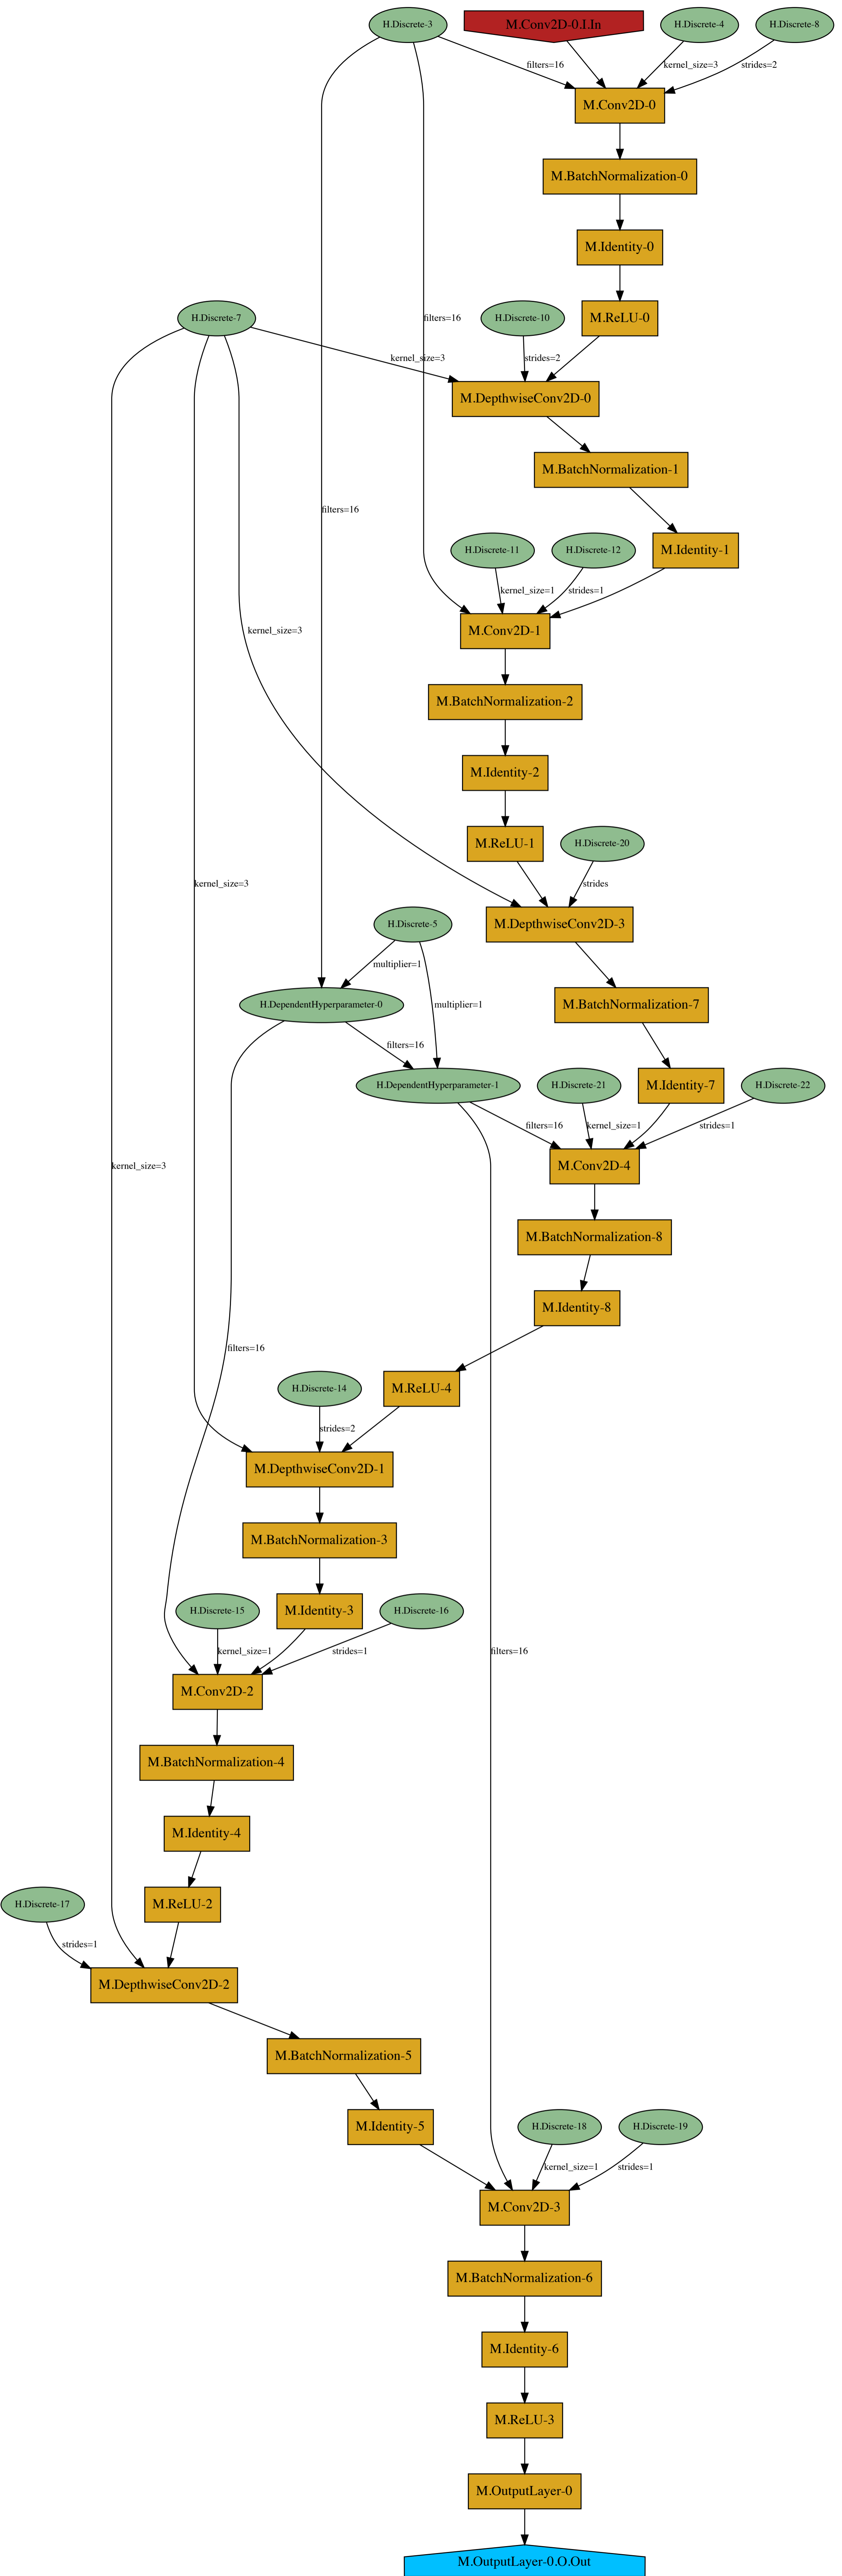 H.Discrete-3
M.Conv2D-0.I.In
H.Discrete-4
H.Discrete-8
filters=16
kernel_size=3
strides=2
M.Conv2D-0
M.BatchNormalization-0
M.Identity-0
H.Discrete-7
filters=16
H.Discrete-10
M.ReLU-0
kernel_size=3
strides=2
M.DepthwiseConv2D-0
M.BatchNormalization-1
filters=16
H.Discrete-11
H.Discrete-12
M.Identity-1
kernel_size=1
strides=1
kernel_size=3
M.Conv2D-1
M.BatchNormalization-2
M.Identity-2
M.ReLU-1
H.Discrete-20
kernel_size=3
strides
H.Discrete-5
M.DepthwiseConv2D-3
multiplier=1
H.DependentHyperparameter-0
multiplier=1
M.BatchNormalization-7
filters=16
H.DependentHyperparameter-1
H.Discrete-21
M.Identity-7
H.Discrete-22
filters=16
kernel_size=1
strides=1
kernel_size=3
M.Conv2D-4
M.BatchNormalization-8
M.Identity-8
filters=16
H.Discrete-14
M.ReLU-4
strides=2
M.DepthwiseConv2D-1
M.BatchNormalization-3
H.Discrete-15
M.Identity-3
H.Discrete-16
kernel_size=1
strides=1
filters=16
M.Conv2D-2
M.BatchNormalization-4
M.Identity-4
H.Discrete-17
M.ReLU-2
strides=1
M.DepthwiseConv2D-2
M.BatchNormalization-5
M.Identity-5
H.Discrete-18
H.Discrete-19
kernel_size=1
strides=1
M.Conv2D-3
M.BatchNormalization-6
M.Identity-6
M.ReLU-3
M.OutputLayer-0
M.OutputLayer-0.O.Out